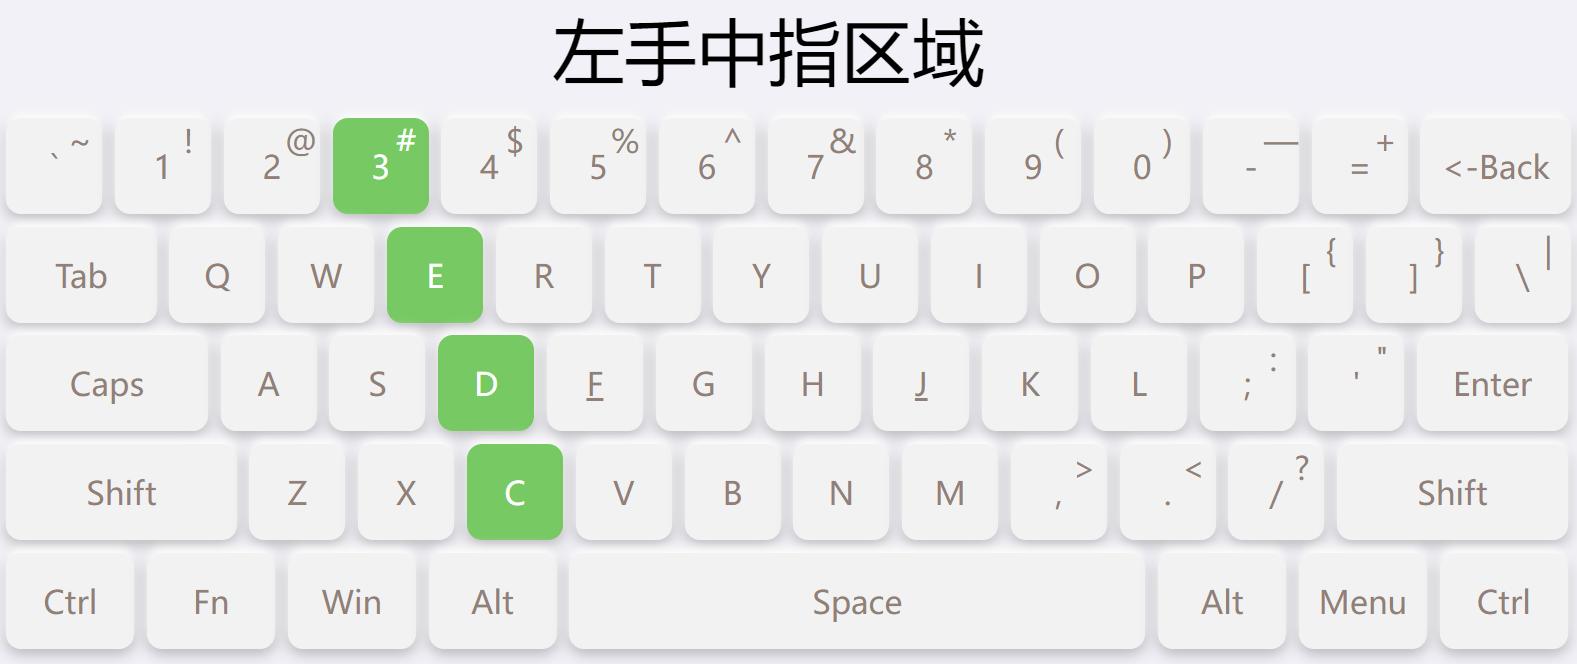 左手中指区域
` ~ 1 ! 2 @ 3 # 4 $ 5 % 6 ^ 7 & 8 * 9 ( 0 ) - — = + <-Back
Tab Q W E R T Y U I O P [ { ] } \ |
Caps A S D F G H J K L ; : ' " Enter
Shift Z X C V B N M , > . < / ? Shift
Ctrl Fn Win Alt Space Alt Menu Ctrl